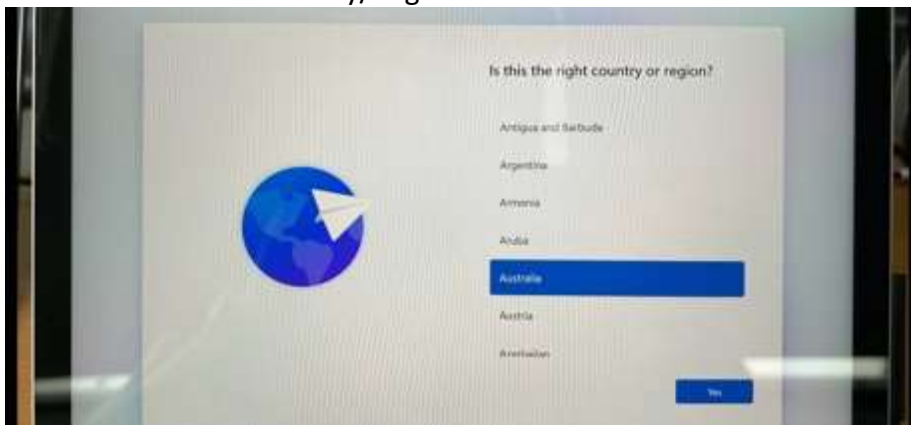 Is this the right country or region?
Antigua and Barbuda
Argentina
Armenia
Aruba
Australia
Austria
Azerbaijan
Yes